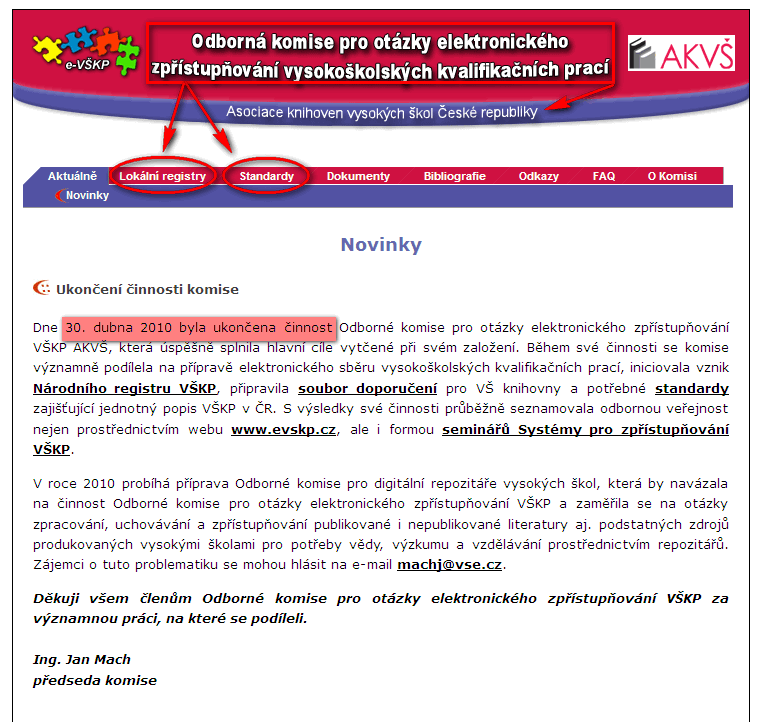 e-VŠKP
Odborná komise pro otázky elektronického
zpřístupňování vysokoškolských kvalifikačních prací
AKVŠ
Asociace knihoven vysokých škol České republiky
Aktuálně Lokální registry Standardy Dokumenty Bibliografie Odkazy FAQ O Komisi
Novinky
Novinky
Ukončení činnosti komise
Dne 30. dubna 2010 byla ukončena činnost Odborné komise pro otázky elektronického zpřístupňování
VŠKP AKVŠ, která úspěšně splnila hlavní cíle vytčené při svém založení. Během své činnosti se komise
významně podílela na přípravě elektronického sběru vysokoškolských kvalifikačních prací, iniciovala vznik
Národního registru VŠKP, připravila soubor doporučení pro VŠ knihovny a potřebné standardy
zajišťující jednotný popis VŠKP v ČR. S výsledky své činnosti průběžně seznamovala odbornou veřejnost
nejen prostřednictvím webu www.evskp.cz, ale i formou seminářů Systémy pro zpřístupňování
VŠKP.
V roce 2010 probíhá příprava Odborné komise pro digitální repozitáře vysokých škol, která by navázala
na činnost Odborné komise pro otázky elektronického zpřístupňování VŠKP a zaměřila se na otázky
zpracování, uchovávání a zpřístupňování publikované i nepublikované literatury aj. podstatných zdrojů
produkovaných vysokými školami pro potřeby vědy, výzkumu a vzdělávání prostřednictvím repozitářů.
Zájemci o tuto problematiku se mohou hlásit na e-mail machj@vse.cz.
Děkuji všem členům Odborné komise pro otázky elektronického zpřístupňování VŠKP za
významnou práci, na které se podíleli.
Ing. Jan Mach
předseda komise